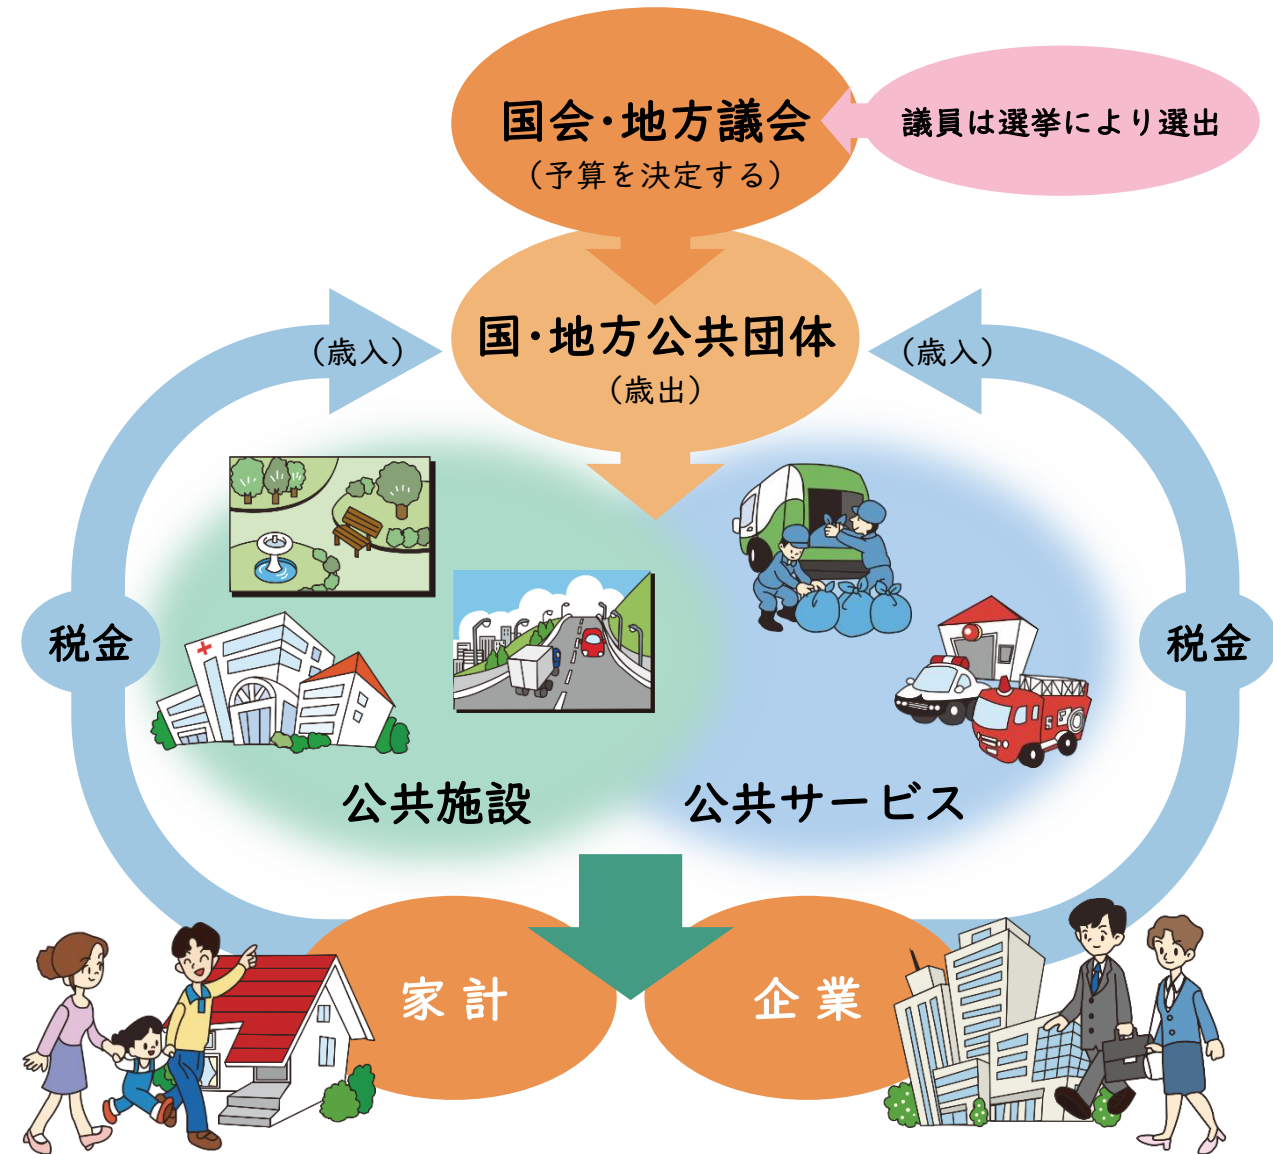 国会・地方議会
(予算を決定する)
議員は選挙により選出
国・地方公共団体
(歳出)
(歳入)
(歳入)
税金
税金
公共施設
公共サービス
家計
企業